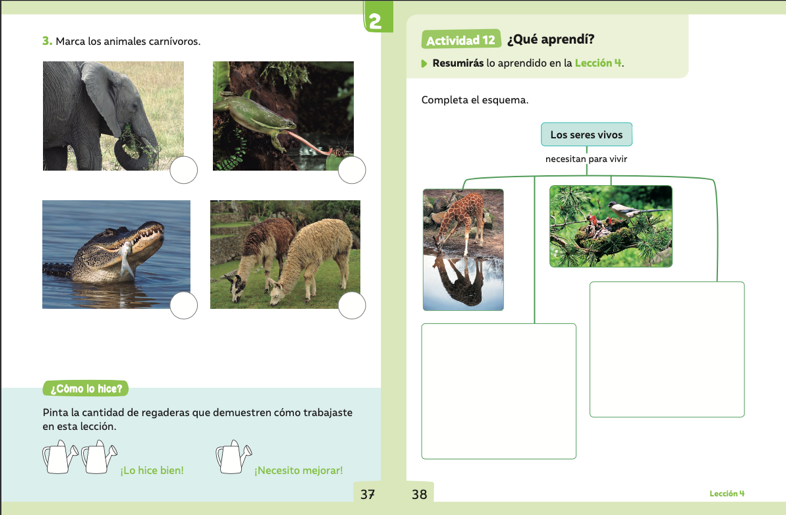 2
3. Marca los animales carnívoros.
¿Cómo lo hice?
Pinta la cantidad de regaderas que demuestren cómo trabajaste
en esta lección.
¡Lo hice bien!
¡Necesito mejorar!
37
Actividad 12 ¿Qué aprendí?
Resumirás lo aprendido en la Lección 4.
Completa el esquema.
Los seres vivos
necesitan para vivir
38
Lección 4